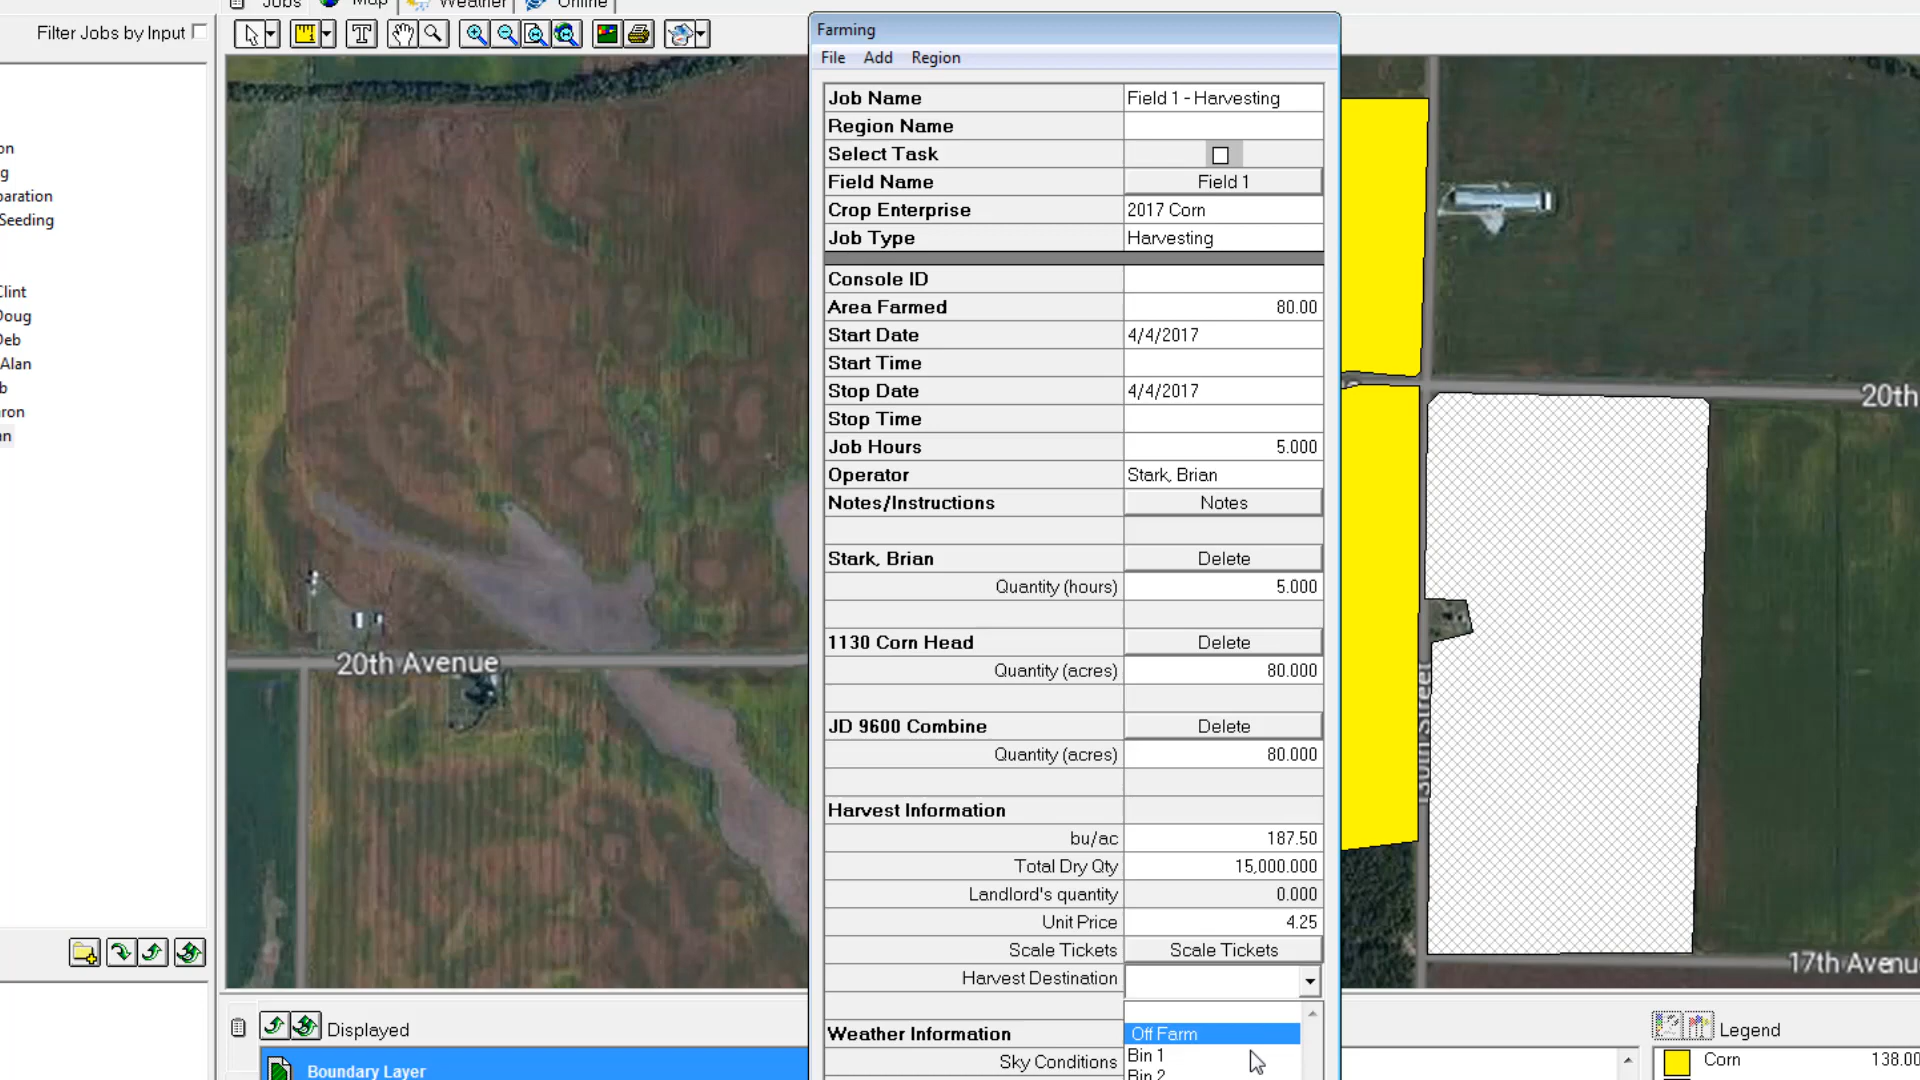 Jobs Map Weather Online
Filter Jobs by Input
Farming
File Add Region
Job Name Field 1 - Harvesting
Region Name
Select Task
Field Name Field 1
Crop Enterprise 2017 Corn
Job Type Harvesting
Console ID
Area Farmed 80.00
Start Date 4/4/2017
Start Time
Stop Date 4/4/2017
Stop Time
Job Hours 5.000
Operator Stark, Brian
Notes/Instructions Notes
Stark, Brian Delete
Quantity (hours) 5.000
1130 Corn Head Delete
Quantity (acres) 80.000
JD 9600 Combine Delete
Quantity (acres) 80.000
Harvest Information
bu/ac 187.50
Total Dry Qty 15,000.000
Landlord's quantity 0.000
Unit Price 4.25
Scale Tickets Scale Tickets
Harvest Destination
Off Farm
Bin 1
Bin 2
Weather Information
Sky Conditions
on
g
paration
Seeding
Clint
Doug
Deb
Alan
b
aron
an
20th Avenue
20th
130th Street
17th Avenu
Displayed
Boundary Layer
Legend
Corn 138.00